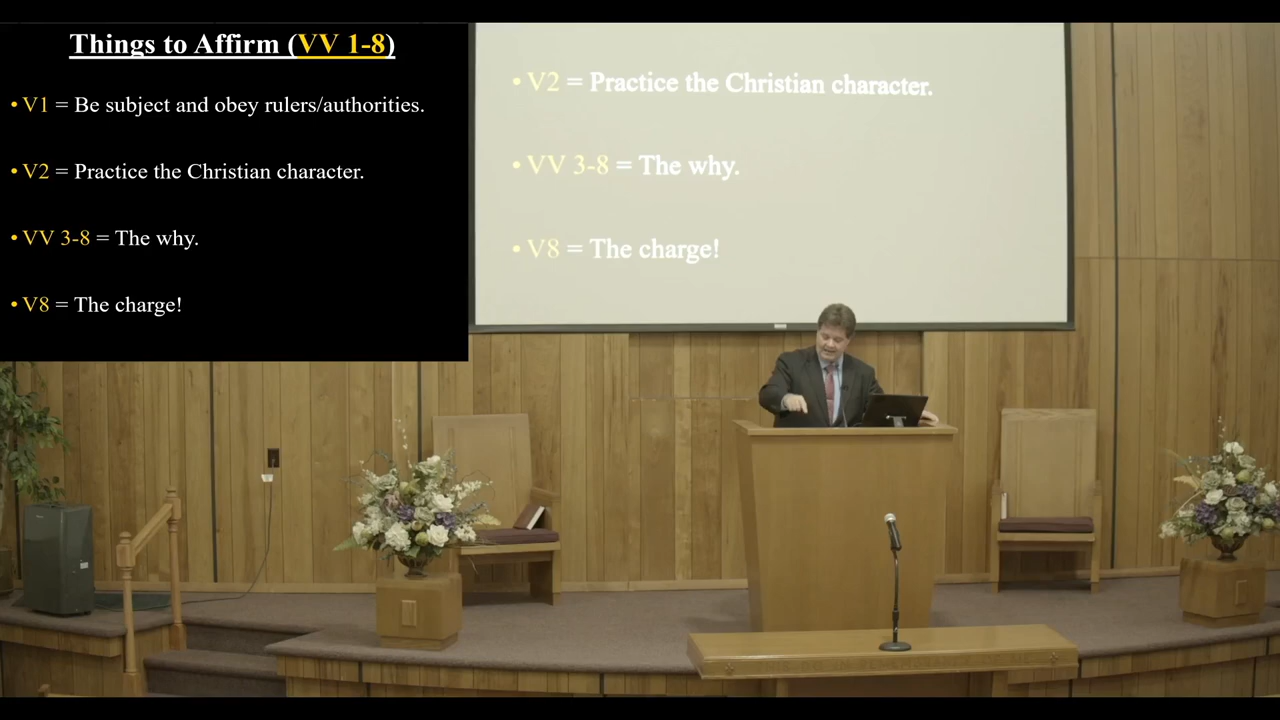 Things to Affirm (VV 1-8)
• V1 = Be subject and obey rulers/authorities.
• V2 = Practice the Christian character.
• VV 3-8 = The why.
• V8 = The charge!
• V2 = Practice the Christian character.
• VV 3-8 = The why.
• V8 = The charge!